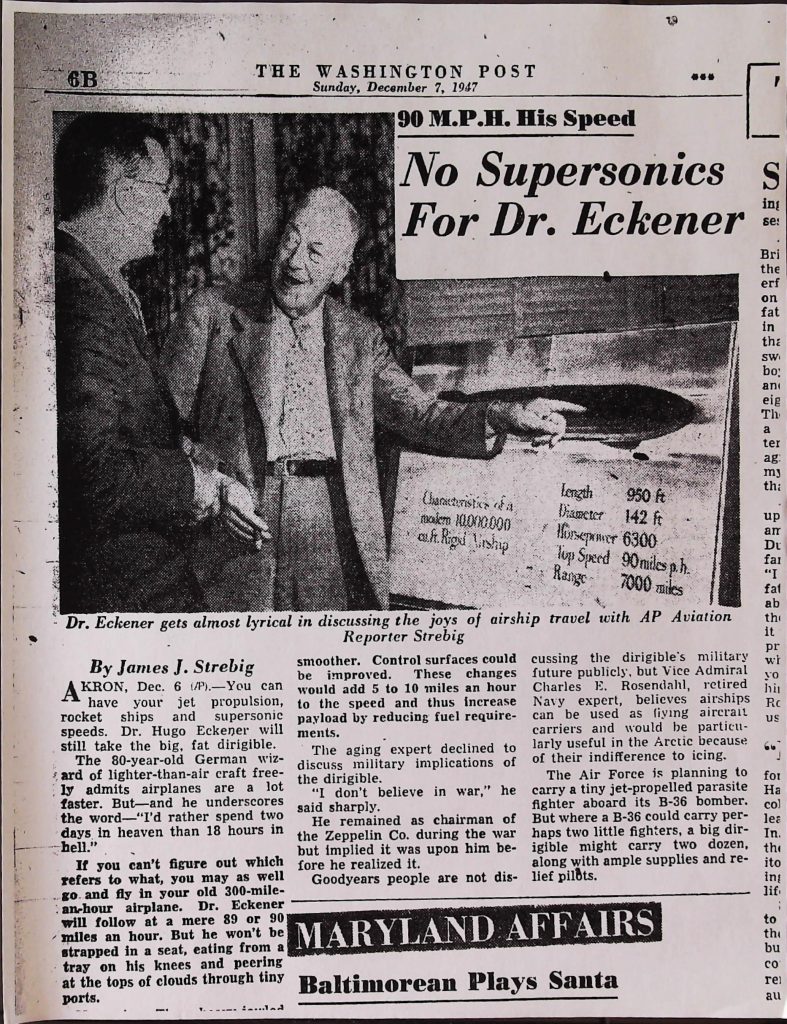 6B
THE WASHINGTON POST
Sunday, December 7, 1947
•••
90 M.P.H. His Speed
No Supersonics
For Dr. Eckener
Characteristics of a
modern 10,000,000
cu.ft. Rigid Airship
Length 950 ft
Diameter 142 ft
Horsepower 6300
Top Speed 90 miles p.h.
Range 7000 miles
Dr. Eckener gets almost lyrical in discussing the joys of airship travel with AP Aviation
Reporter Strebig
By James J. Strebig
AKRON, Dec. 6 (AP).—You can
have your jet propulsion,
rocket ships and supersonic
speeds. Dr. Hugo Eckener will
still take the big, fat dirigible.
The 80-year-old German wiz-
ard of lighter-than-air craft free-
ly admits airplanes are a lot
faster. But—and he underscores
the word—"I'd rather spend two
days in heaven than 18 hours in
hell."
If you can't figure out which
refers to what, you may as well
go and fly in your old 300-mile-
an-hour airplane. Dr. Eckener
will follow at a mere 89 or 90
miles an hour. But he won't be
strapped in a seat, eating from a
tray on his knees and peering
at the tops of clouds through tiny
ports.
smoother. Control surfaces could
be improved. These changes
would add 5 to 10 miles an hour
to the speed and thus increase
payload by reducing fuel require-
ments.
The aging expert declined to
discuss military implications of
the dirigible.
"I don't believe in war," he
said sharply.
He remained as chairman of
the Zeppelin Co. during the war
but implied it was upon him be-
fore he realized it.
Goodyears people are not dis-
cussing the dirigible's military
future publicly, but Vice Admiral
Charles E. Rosendahl, retired
Navy expert, believes airships
can be used as flying aircraft
carriers and would be particu-
larly useful in the Arctic because
of their indifference to icing.
The Air Force is planning to
carry a tiny jet-propelled parasite
fighter aboard its B-36 bomber.
But where a B-36 could carry per-
haps two little fighters, a big dir-
igible might carry two dozen,
along with ample supplies and re-
lief pilots.
MARYLAND AFFAIRS
Baltimorean Plays Santa